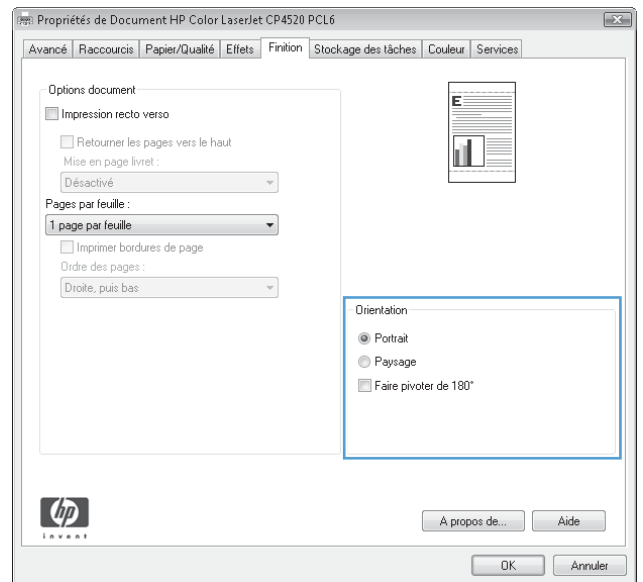 Propriétés de Document HP Color LaserJet CP4520 PCL6
Avancé Raccourcis Papier/Qualité Effets Finition Stockage des tâches Couleur Services
Options document
Impression recto verso
Retourner les pages vers le haut
Mise en page livret :
Désactivé
Pages par feuille :
1 page par feuille
Imprimer bordures de page
Ordre des pages :
Droite, puis bas
E
Orientation
Portrait
Paysage
Faire pivoter de 180°
hp
invent
A propos de... Aide
OK Annuler